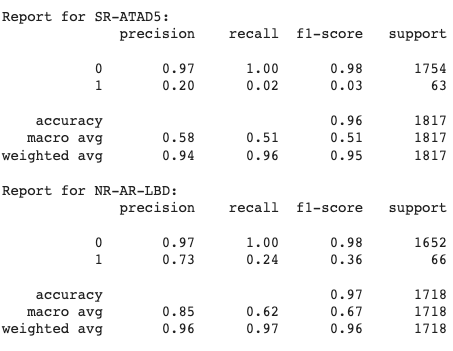 Report for SR-ATAD5:
precision recall f1-score support
0 0.97 1.00 0.98 1754
1 0.20 0.02 0.03 63
accuracy 0.96 1817
macro avg 0.58 0.51 0.51 1817
weighted avg 0.94 0.96 0.95 1817
Report for NR-AR-LBD:
precision recall f1-score support
0 0.97 1.00 0.98 1652
1 0.73 0.24 0.36 66
accuracy 0.97 1718
macro avg 0.85 0.62 0.67 1718
weighted avg 0.96 0.97 0.96 1718